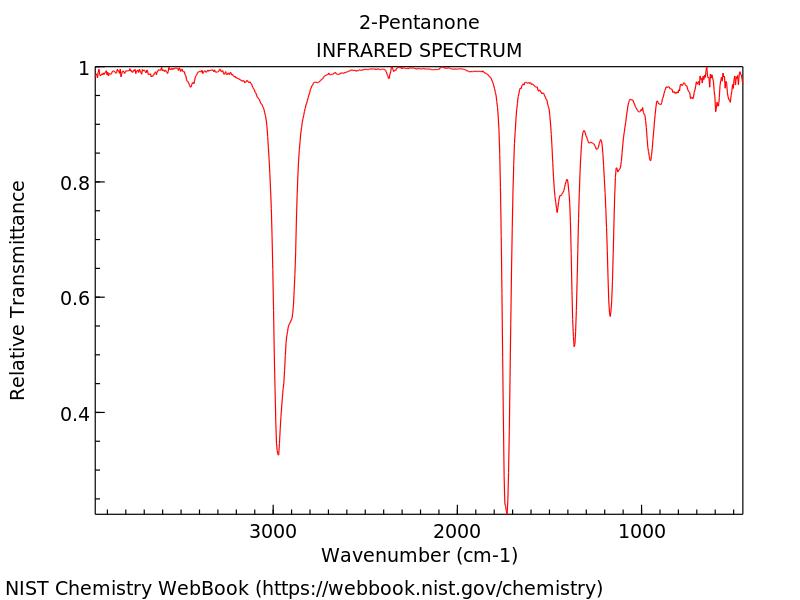 2-Pentanone
INFRARED SPECTRUM
1
0.8
0.6
0.4
Relative Transmittance
3000 2000 1000
Wavenumber (cm-1)
NIST Chemistry WebBook (https://webbook.nist.gov/chemistry)